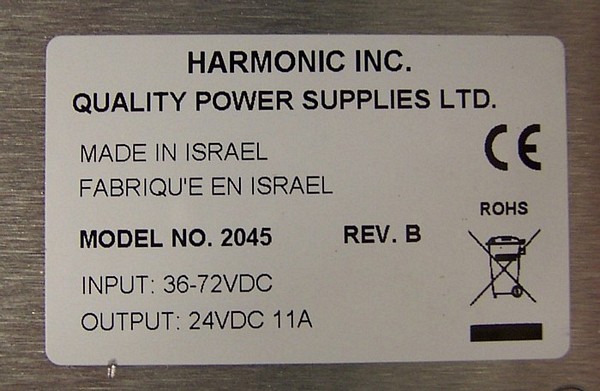 HARMONIC INC.
QUALITY POWER SUPPLIES LTD.
MADE IN ISRAEL
FABRIQU'E EN ISRAEL
CE
ROHS
MODEL NO. 2045 REV. B
INPUT: 36-72VDC
OUTPUT: 24VDC 11A